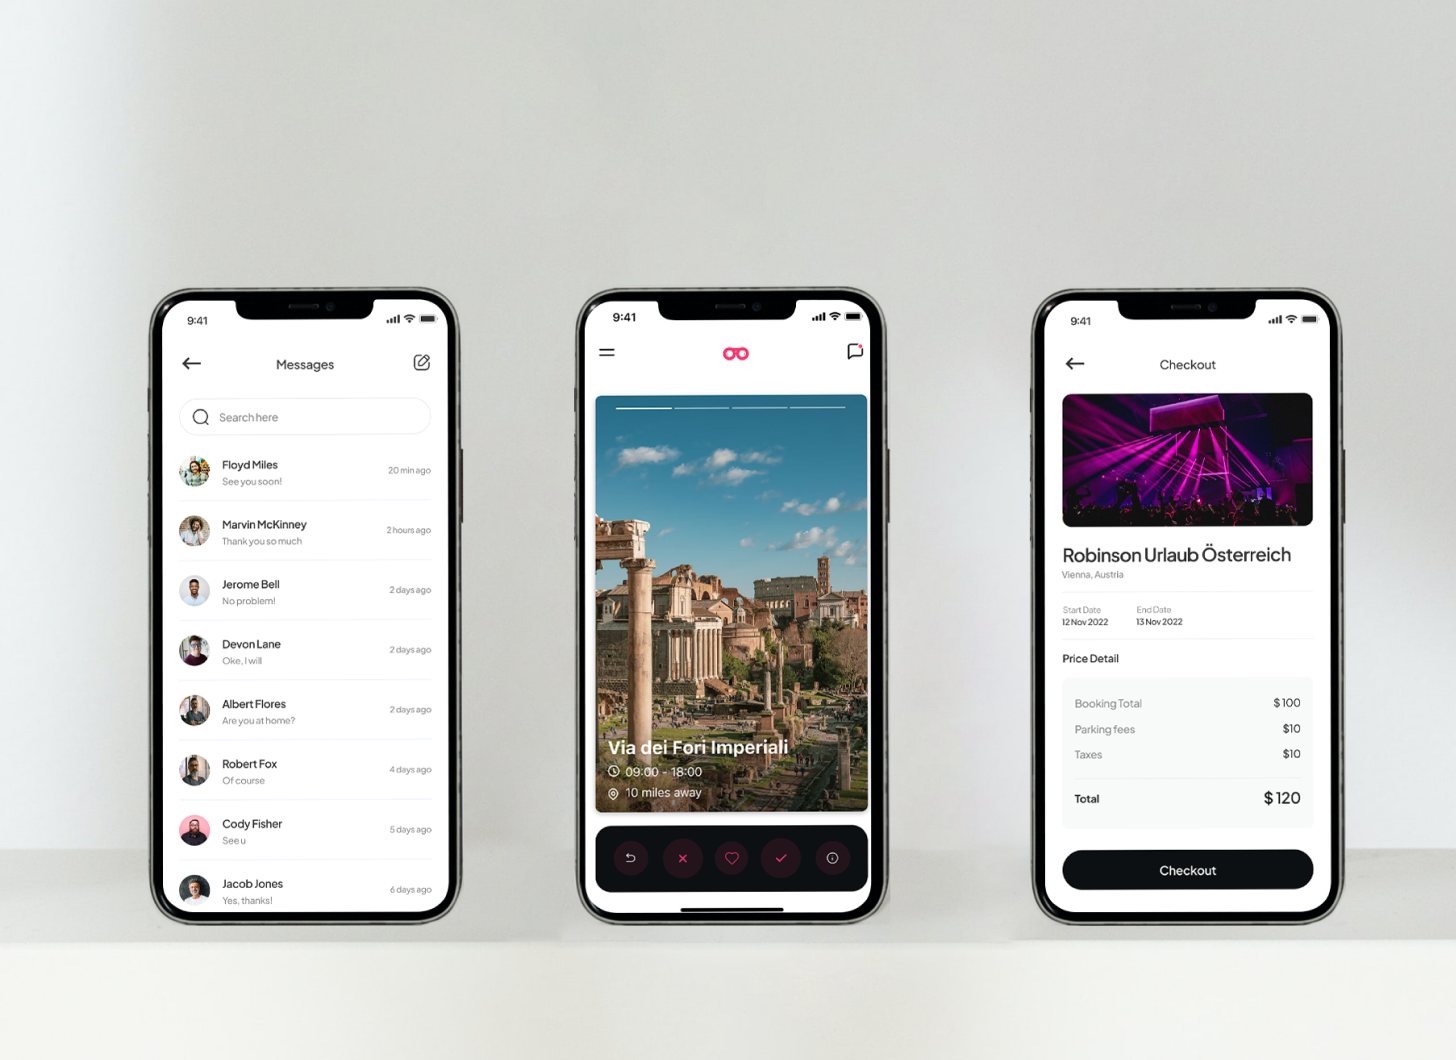 9:41
Messages
Search here
Floyd Miles
20 min ago
See you soon!
Marvin McKinney
2 hours ago
Thank you so much
Jerome Bell
2 days ago
No problem!
Devon Lane
2 days ago
Oke, I will
Albert Flores
2 days ago
Are you at home?
Robert Fox
4 days ago
Of course
Cody Fisher
5 days ago
See u
Jacob Jones
6 days ago
Yes, thanks!
9:41
Via dei Fori Imperiali
09:00 - 18:00
10 miles away
9:41
Checkout
Robinson Urlaub Österreich
Vienna, Austria
Start Date
End Date
12 Nov 2022
13 Nov 2022
Price Detail
Booking Total
$100
Parking fees
$10
Taxes
$10
Total
$120
Checkout